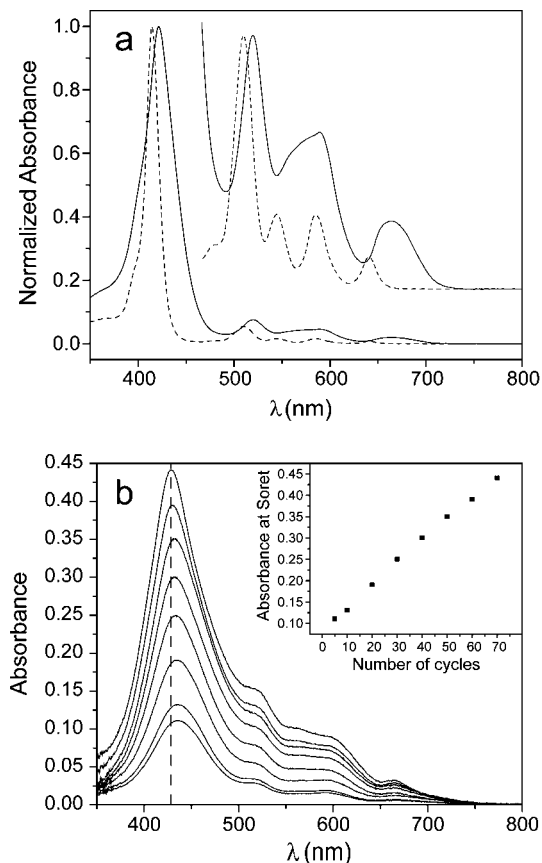 a
1.0
0.8
0.6
0.4
0.2
0.0
Normalized Absorbance
400 500 600 700 800
λ (nm)
b
0.45
0.40
0.35
0.30
0.25
0.20
0.15
0.10
0.05
0.00
Absorbance
400 500 600 700 800
λ (nm)
0.45
0.40
0.35
0.30
0.25
0.20
0.15
0.10
Absorbance at Soret
0 10 20 30 40 50 60 70
Number of cycles